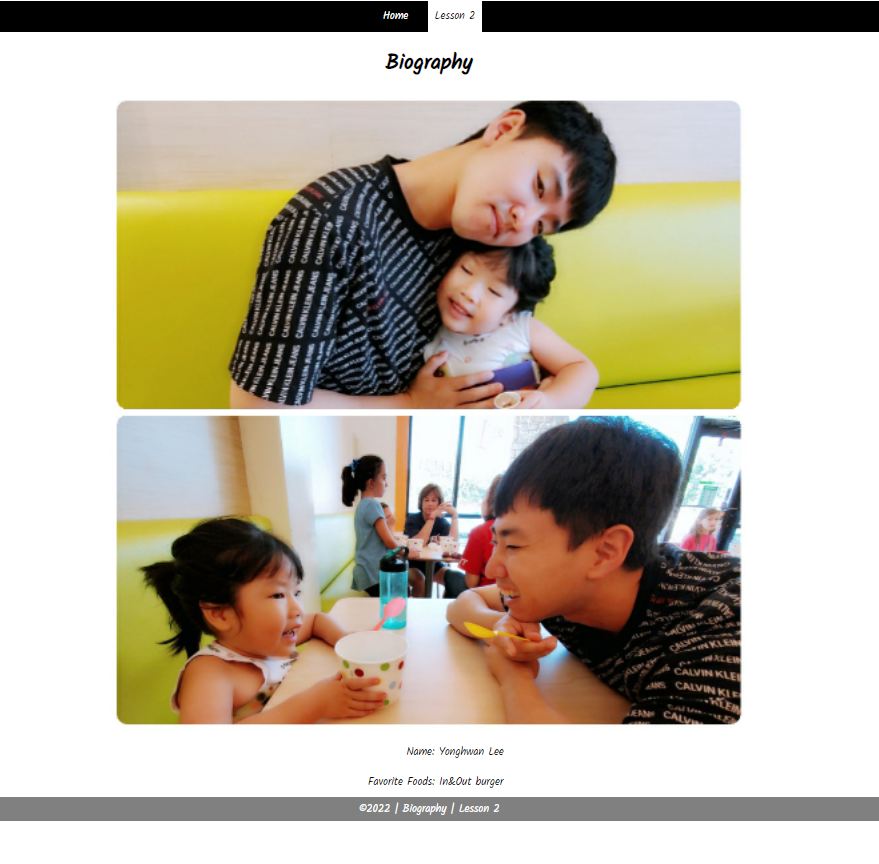 Home Lesson 2
Biography
CALVIN KLEIN JEANS
CALVIN KLEIN JEANS
Name: Yonghwan Lee
Favorite Foods: In&Out burger
©2022 | Biography | Lesson 2